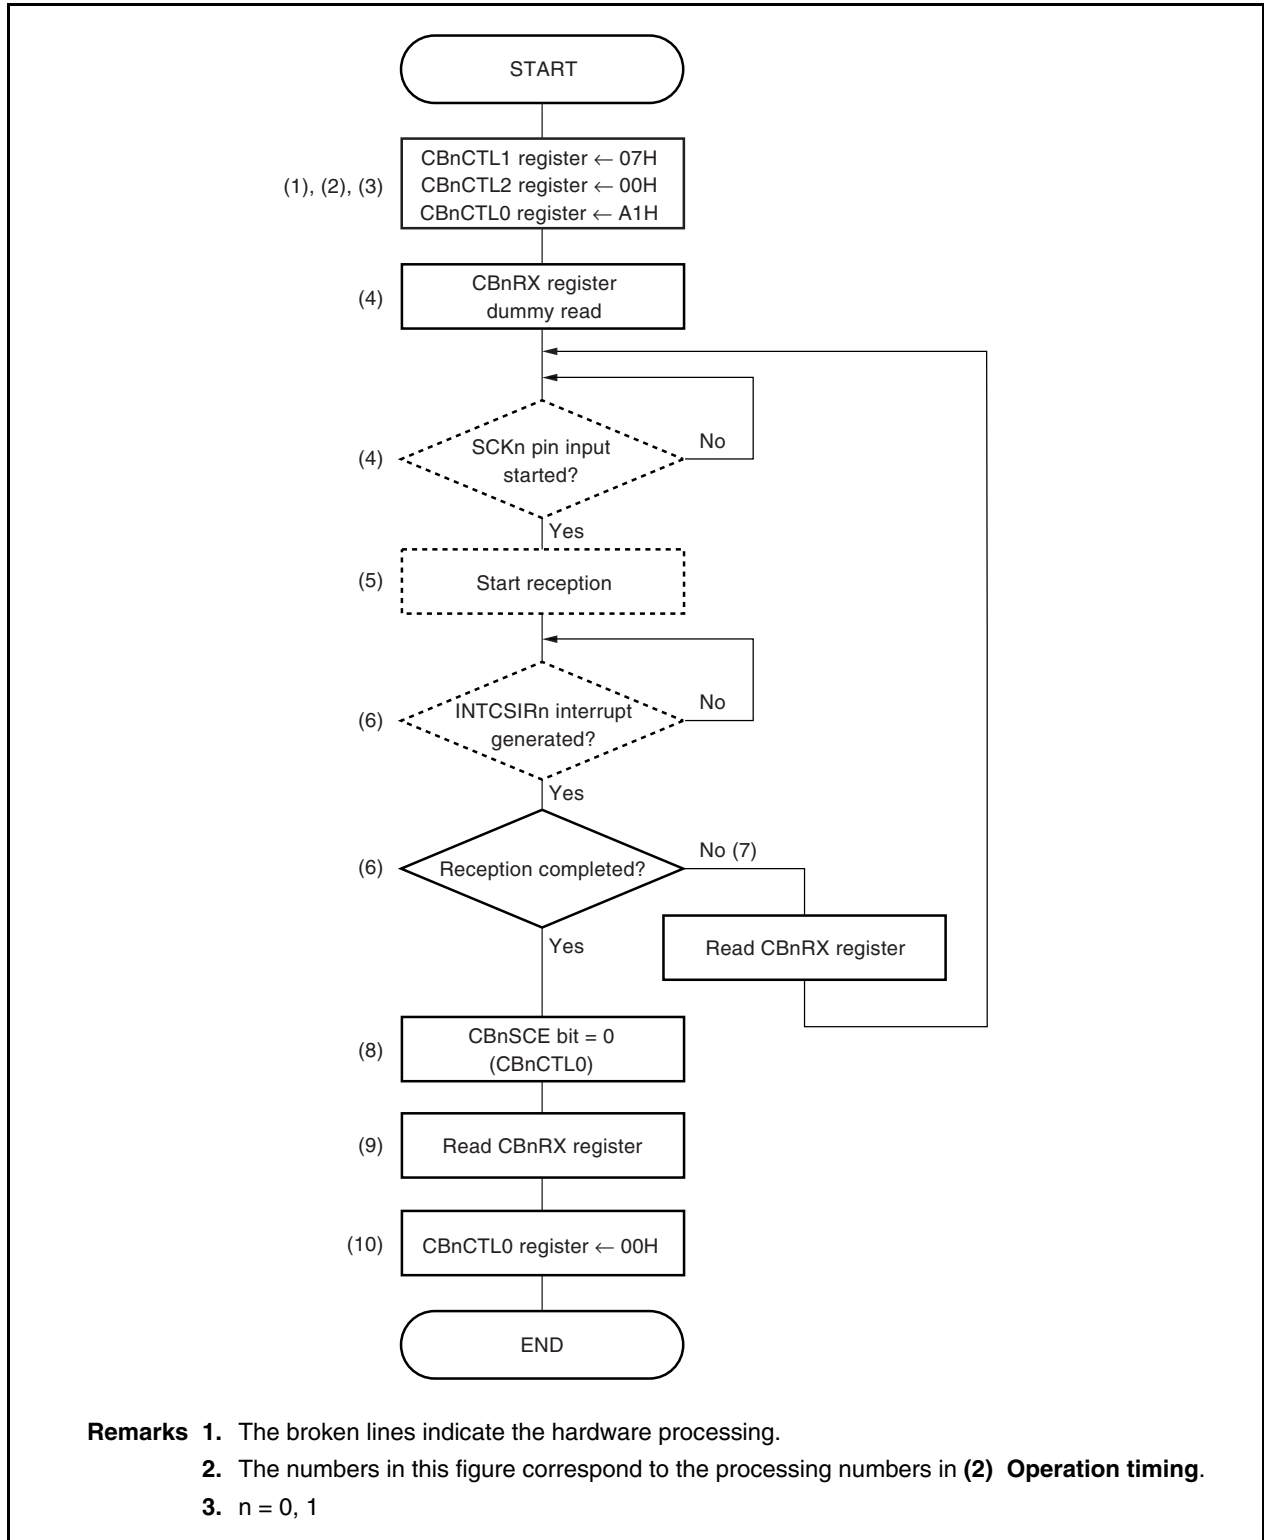 START
(1), (2), (3)
CBnCTL1 register ← 07H
CBnCTL2 register ← 00H
CBnCTL0 register ← A1H
(4)
CBnRX register
dummy read
(4)
SCKn pin input
started?
No
Yes
(5)
Start reception
(6)
INTCSIRn interrupt
generated?
No
Yes
(6)
Reception completed?
No (7)
Read CBnRX register
Yes
(8)
CBnSCE bit = 0
(CBnCTL0)
(9)
Read CBnRX register
(10)
CBnCTL0 register ← 00H
END
Remarks 1. The broken lines indicate the hardware processing.
2. The numbers in this figure correspond to the processing numbers in (2) Operation timing.
3. n = 0, 1